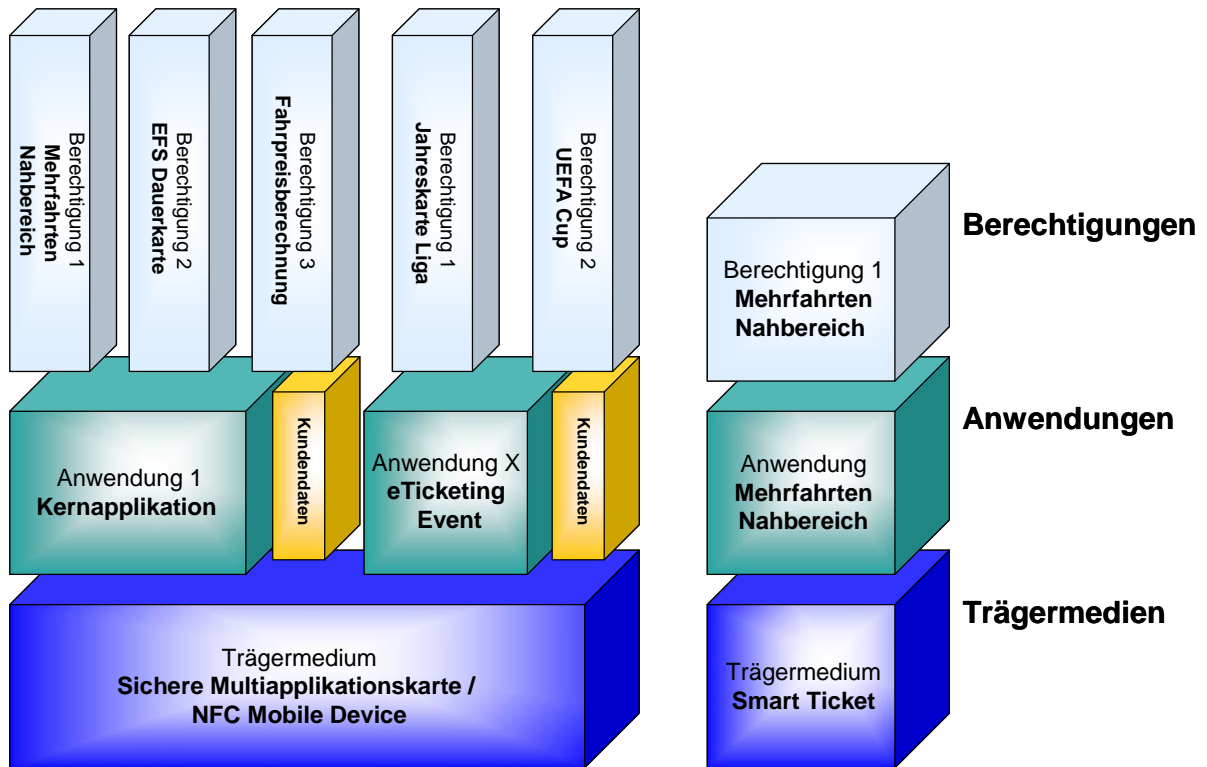 Berechtigung 1
Mehrfahrten
Nahbereich
Berechtigung 2
EFS Dauerkarte
Berechtigung 3
Fahrpreisberechnung
Berechtigung 1
Jahreskarte Liga
Berechtigung 2
UEFA Cup
Berechtigung 1
Mehrfahrten
Nahbereich
Berechtigungen
Anwendung 1
Kernapplikation
Kundendaten
Anwendung X
eTicketing
Event
Kundendaten
Anwendung
Mehrfahrten
Nahbereich
Anwendungen
Trägermedium
Sichere Multiapplikationskarte /
NFC Mobile Device
Trägermedium
Smart Ticket
Trägermedien